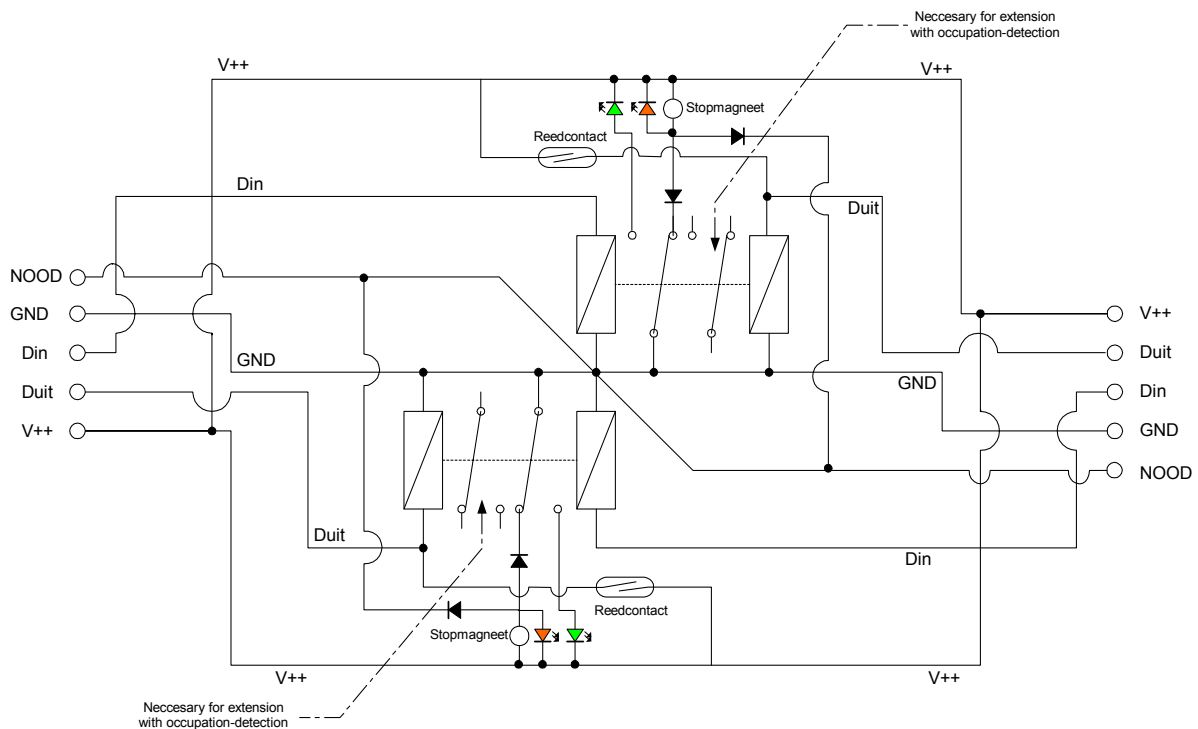 Neccesary for extension
with occupation-detection
V++
V++
Stopmagneet
Reedcontact
Din
Duit
NOOD
GND
Din
Duit
V++
GND
GND
V++
Duit
Din
GND
NOOD
Duit
Din
Reedcontact
Stopmagneet
V++
V++
Neccesary for extension
with occupation-detection